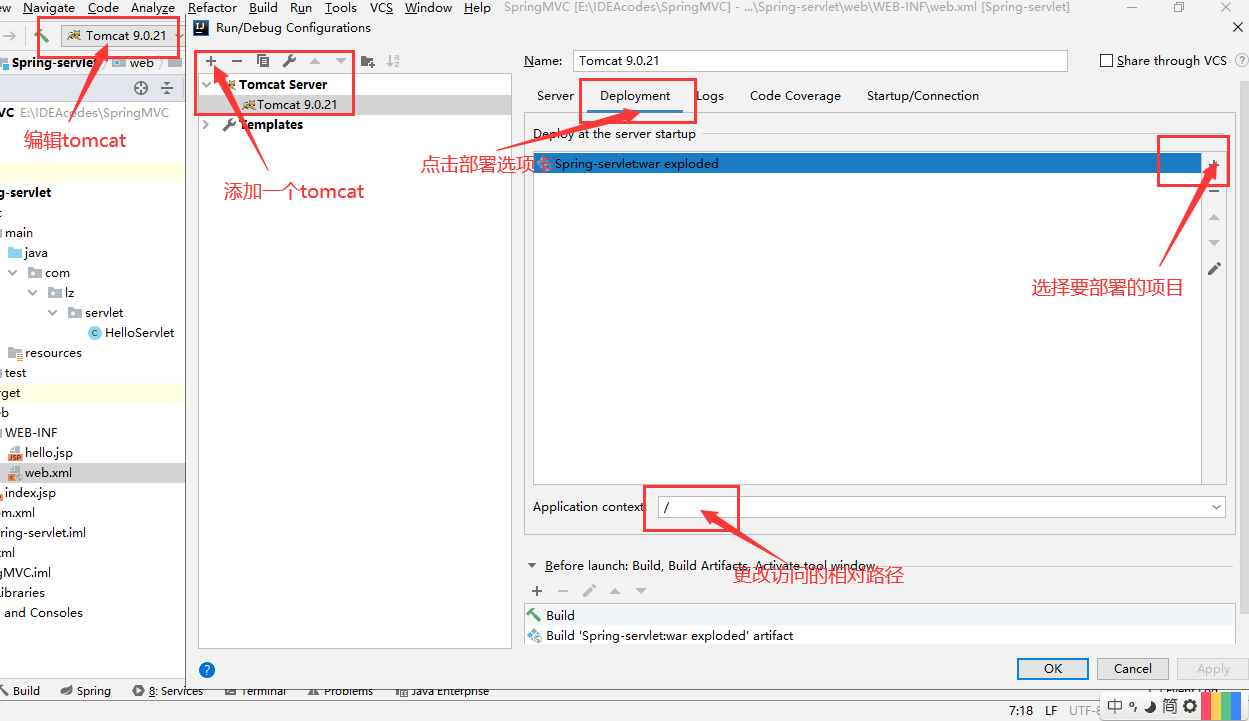 ew Navigate Code Analyze Refactor Build Run Tools VCS Window Help SpringMVC [E:\IDEAcodes\SpringMVC] - ...\Spring-servlet\web\WEB-INF\web.xml [Spring-servlet]
Tomcat 9.0.21
Run/Debug Configurations
Spring-servlet
web
VC E:\IDEAcodes\SpringMVC
编辑tomcat
g-servlet
main
java
com
lz
servlet
HelloServlet
resources
test
rget
eb
WEB-INF
hello.jsp
web.xml
index.jsp
om.xml
ring-servlet.iml
ml
gMVC.iml
Libraries
and Consoles
Tomcat Server
Tomcat 9.0.21
Templates
添加一个tomcat
Name: Tomcat 9.0.21
Share through VCS
Server Deployment Logs Code Coverage Startup/Connection
Deploy at the server startup
点击部署选项
Spring-servlet:war exploded
选择要部署的项目
Application context: /
Before launch: Build, Build Artifacts, Activate tool window
更改访问的相对路径
Build
Build 'Spring-servlet:war exploded' artifact
?
OK Cancel Apply
Build Spring 8: Services Terminal Problems Java Enterprise
7:18 LF UTF-8
中 简